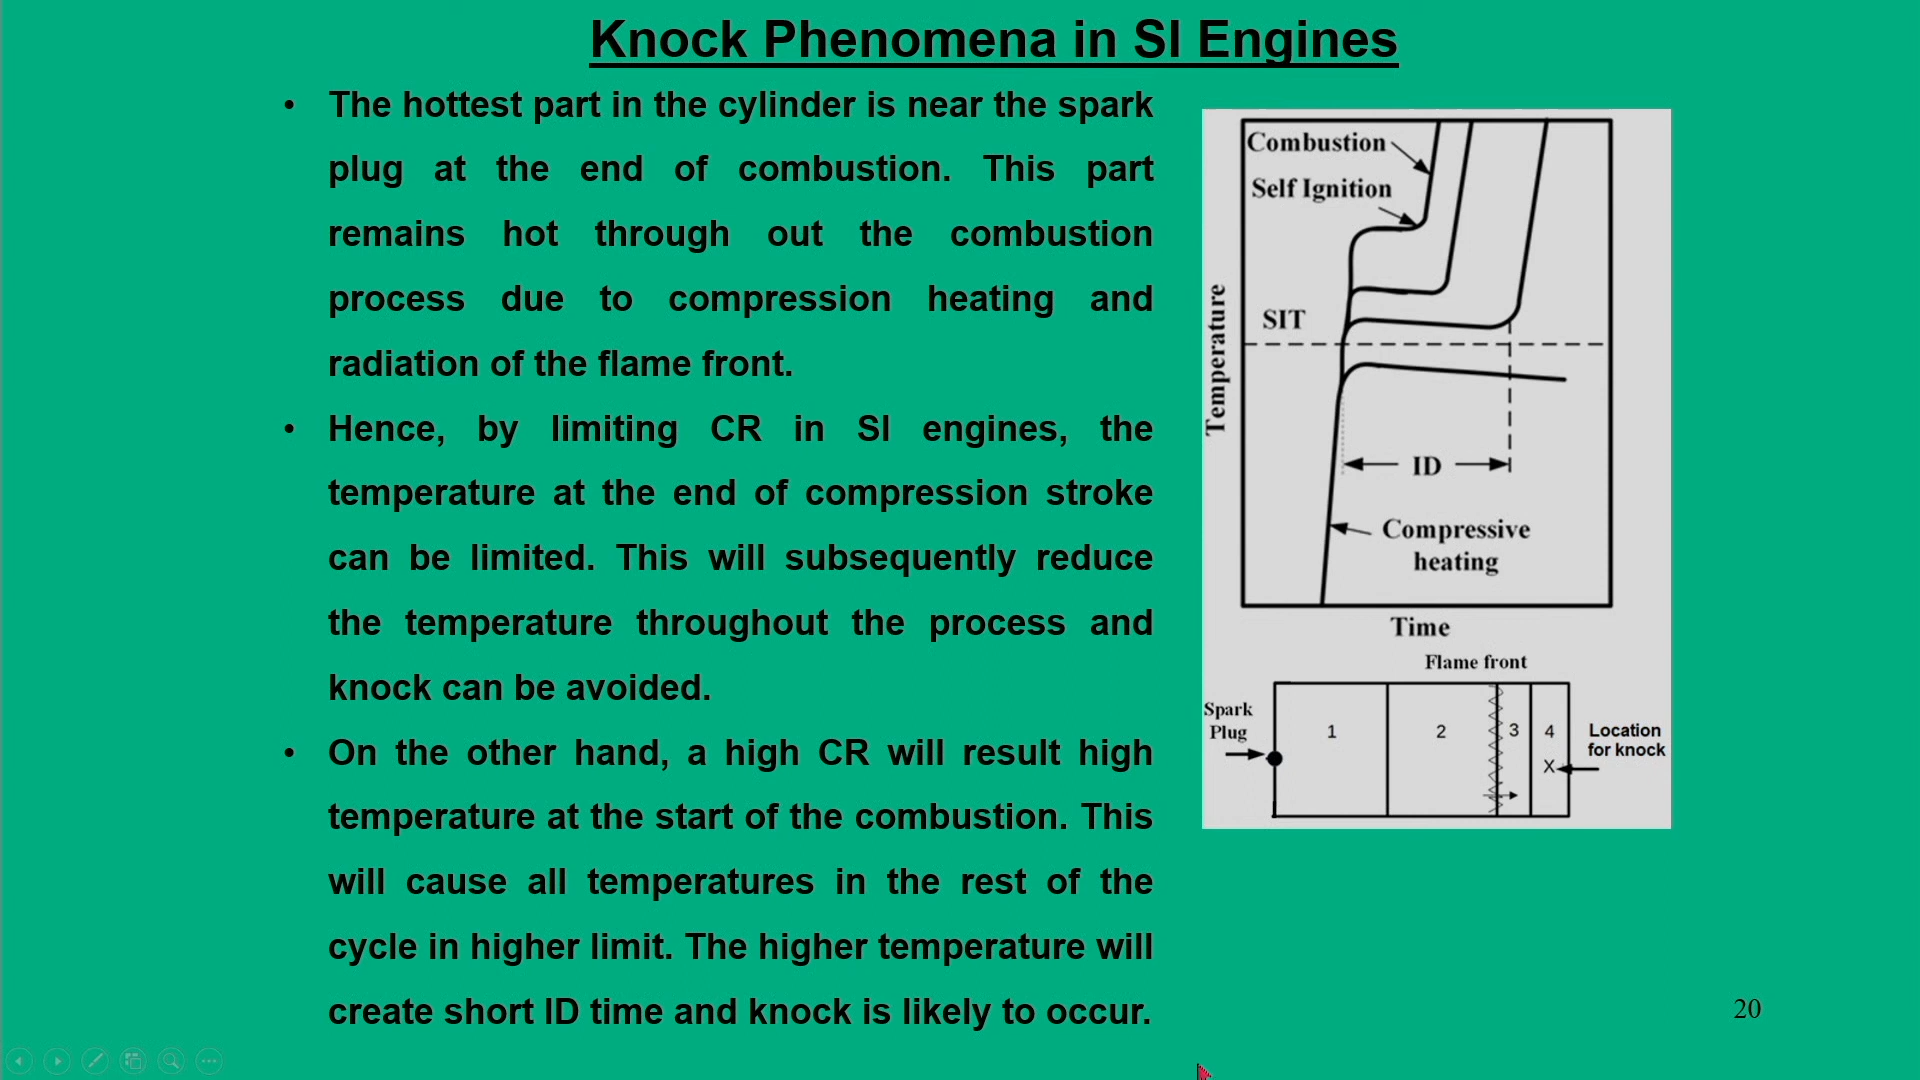 Knock Phenomena in SI Engines
• The hottest part in the cylinder is near the spark
plug at the end of combustion. This part
remains hot through out the combustion
process due to compression heating and
radiation of the flame front.
• Hence, by limiting CR in SI engines, the
temperature at the end of compression stroke
can be limited. This will subsequently reduce
the temperature throughout the process and
knock can be avoided.
• On the other hand, a high CR will result high
temperature at the start of the combustion. This
will cause all temperatures in the rest of the
cycle in higher limit. The higher temperature will
create short ID time and knock is likely to occur.
Combustion
Self Ignition
Temperature
SIT
ID
Compressive
heating
Time
Flame front
Spark
Plug
1
2
3
4
X
Location
for knock
20